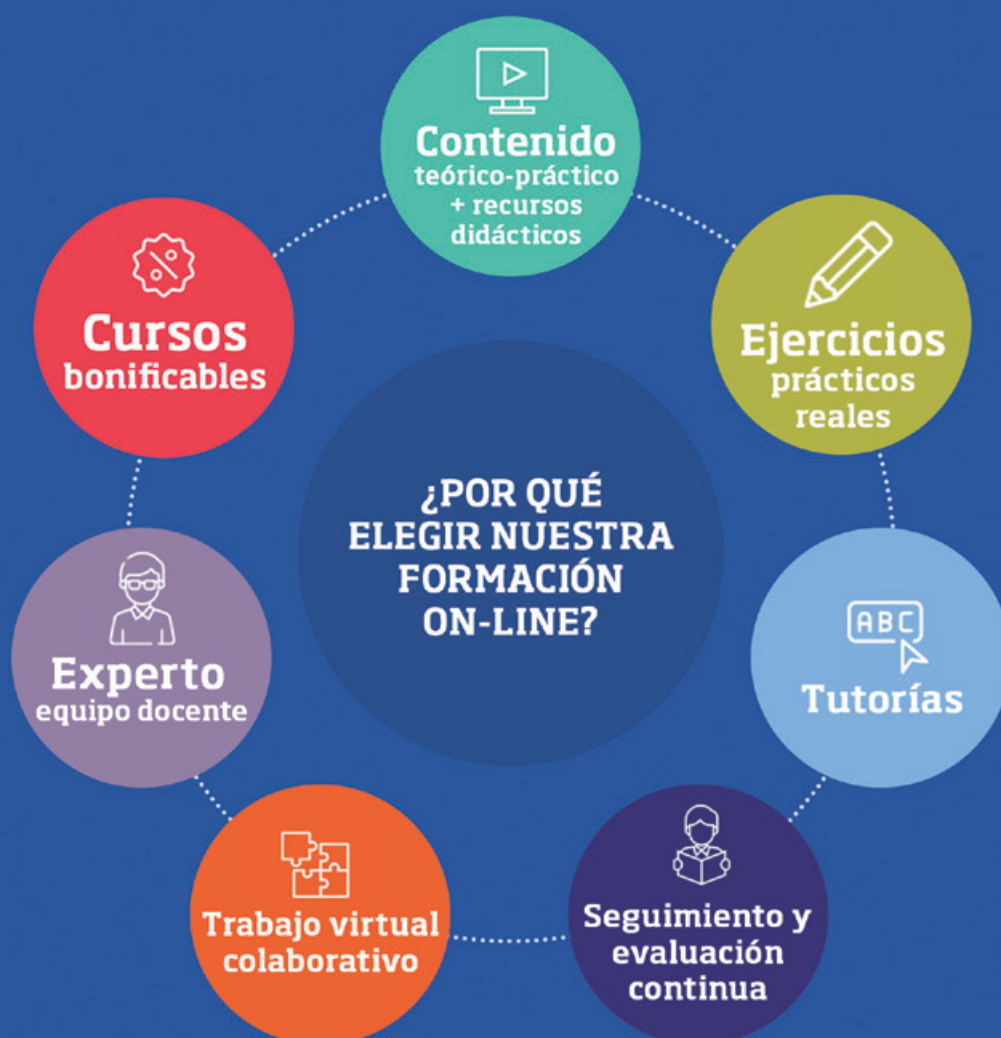 Contenido
teórico-práctico
+ recursos
didácticos
Ejercicios
prácticos
reales
ABC
Tutorías
Seguimiento y
evaluación
continua
Trabajo virtual
colaborativo
Experto
equipo docente
Cursos
bonificables
¿POR QUÉ
ELEGIR NUESTRA
FORMACIÓN
ON-LINE?